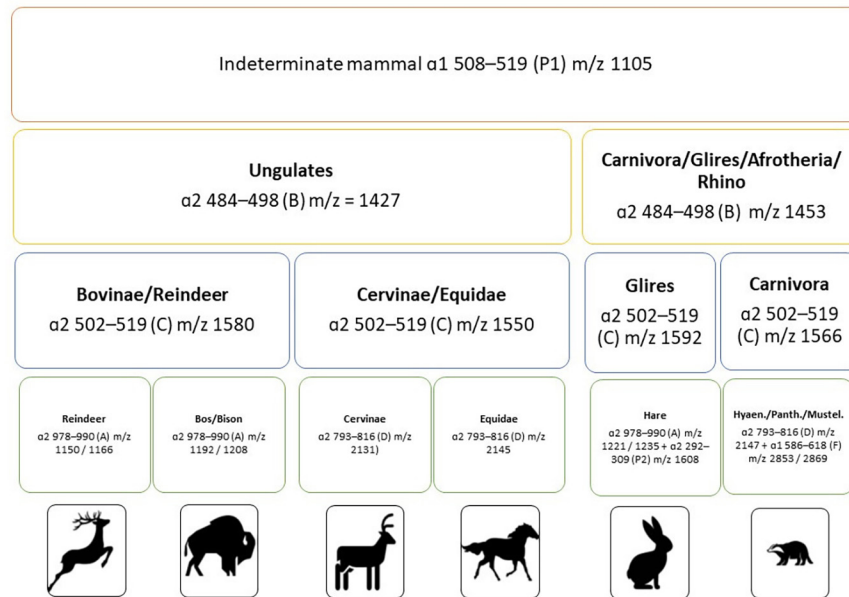 Indeterminate mammal α1 508–519 (P1) m/z 1105
Ungulates
α2 484–498 (B) m/z = 1427
Carnivora/Glires/Afrotheria/
Rhino
α2 484–498 (B) m/z 1453
Bovinae/Reindeer
α2 502–519 (C) m/z 1580
Cervinae/Equidae
α2 502–519 (C) m/z 1550
Glires
α2 502–519
(C) m/z 1592
Carnivora
α2 502–519
(C) m/z 1566
Reindeer
α2 978–990 (A) m/z
1150 / 1166
Bos/Bison
α2 978–990 (A) m/z
1192 / 1208
Cervinae
α2 793–816 (D) m/z
2131)
Equidae
α2 793–816 (D) m/z
2145
Hare
α2 978–990 (A) m/z
1221 / 1235 + α2 292–
309 (P2) m/z 1608
Hyaen./Panth./Mustel.
α2 793–816 (D) m/z
2147 + α1 586–618 (F)
m/z 2853 / 2869